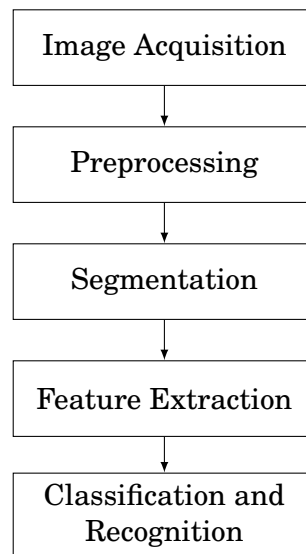 Image Acquisition
Preprocessing
Segmentation
Feature Extraction
Classification and
Recognition